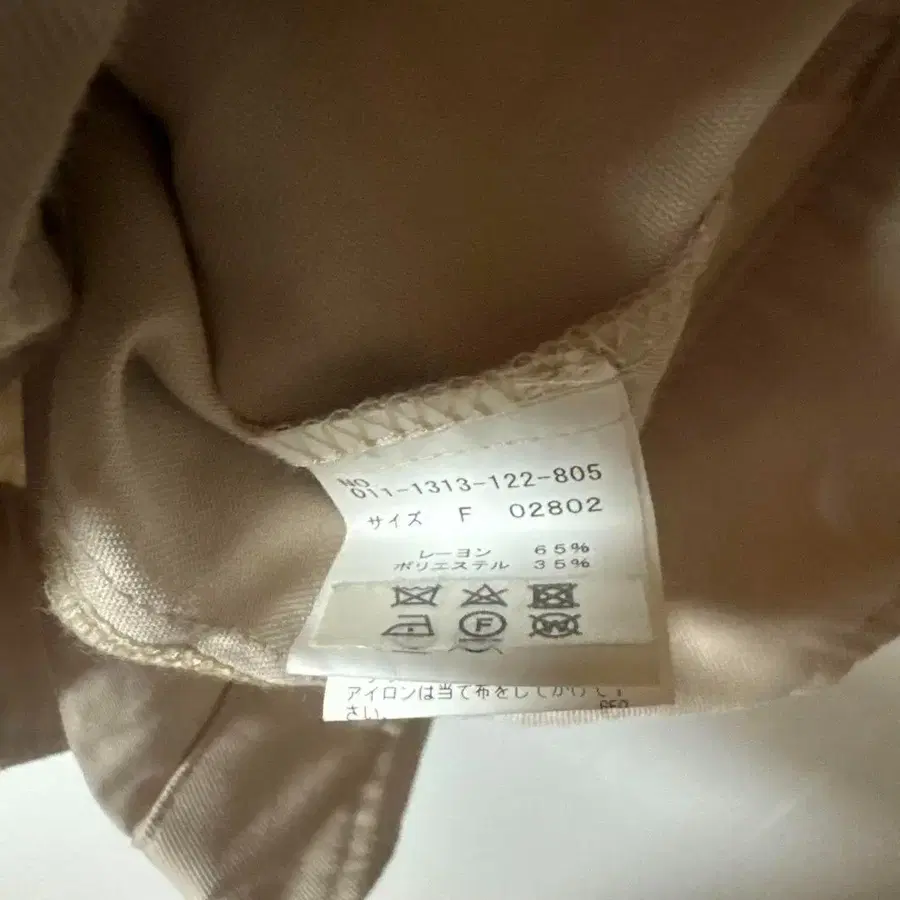 NO.
011-1313-122-805
サイズ F 02802
レーヨン 65%
ポリエステル 35%
F
W
アイロンは当て布をしてかけて下
さい.